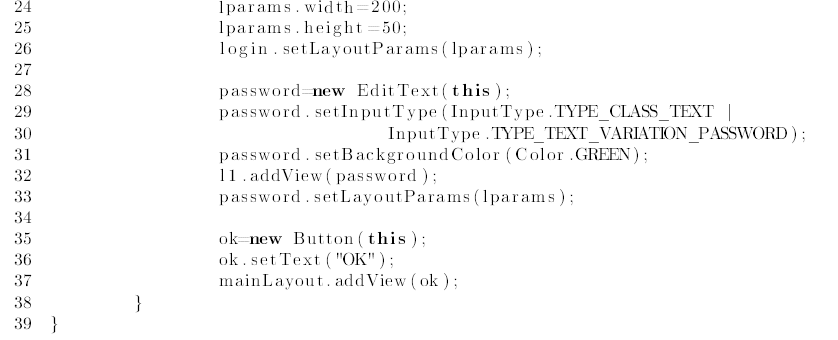 24 lparams.width=200;
25 lparams.height=50;
26 login.setLayoutParams(lparams);
27
28 password=new EditText(this);
29 password.setInputType(InputType.TYPE_CLASS_TEXT |
30 InputType.TYPE_TEXT_VARIATION_PASSWORD);
31 password.setBackgroundColor(Color.GREEN);
32 l1.addView(password);
33 password.setLayoutParams(lparams);
34
35 ok=new Button(this);
36 ok.setText("OK");
37 mainLayout.addView(ok);
38 }
39 }